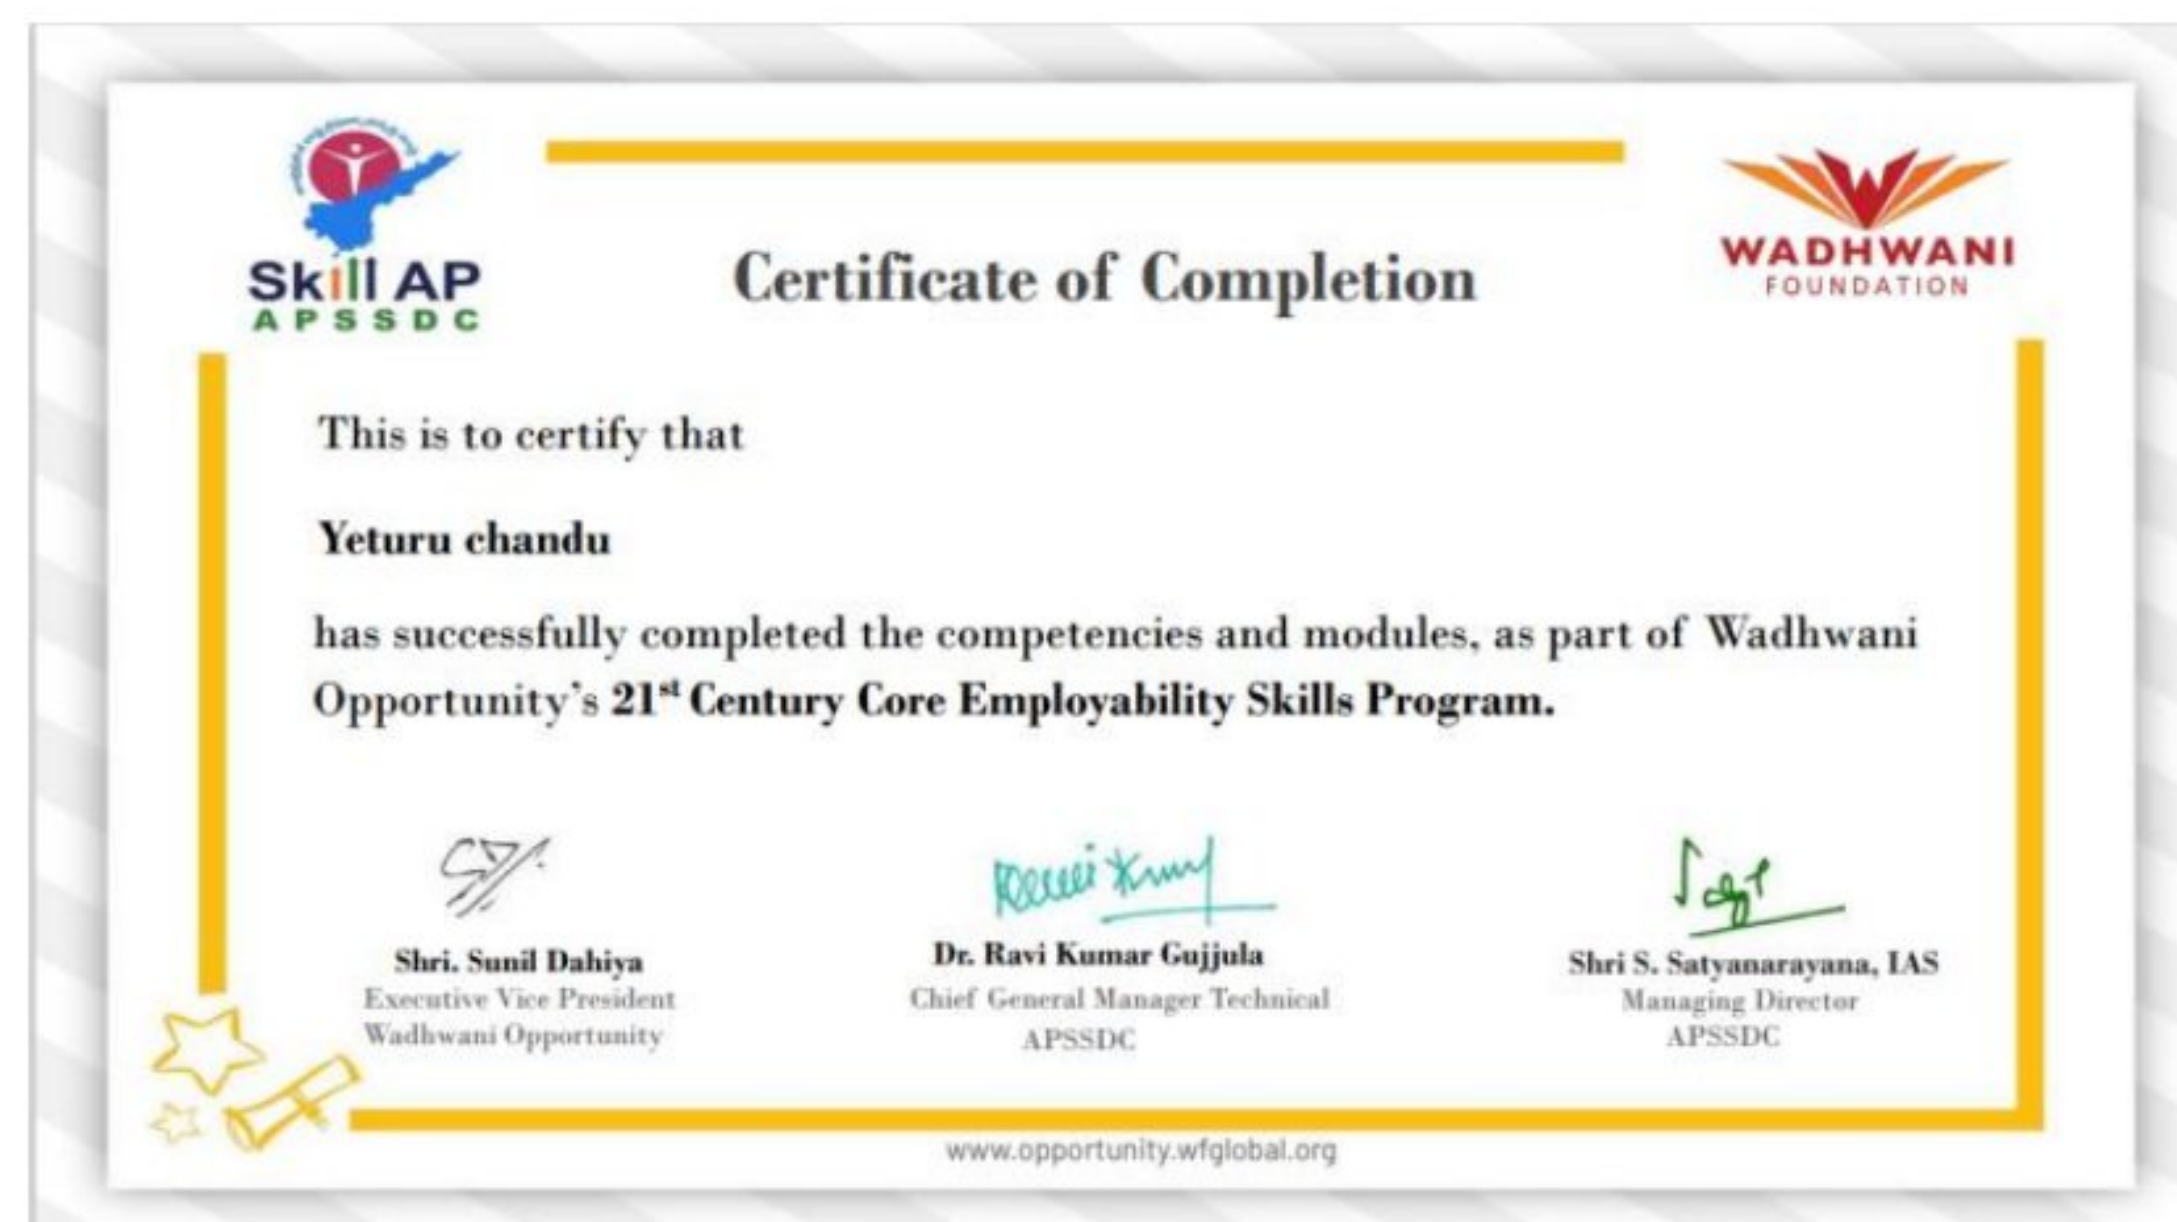 Skill AP
APSSDC
WADHWANI
FOUNDATION
Certificate of Completion
This is to certify that
Yeturu chandu
has successfully completed the competencies and modules, as part of Wadhwani
Opportunity's 21st Century Core Employability Skills Program.
Shri. Sunil Dahiya
Executive Vice President
Wadhwani Opportunity
Dr. Ravi Kumar Gujjula
Chief General Manager Technical
APSSDC
Shri S. Satyanarayana, IAS
Managing Director
APSSDC
www.opportunity.wfglobal.org